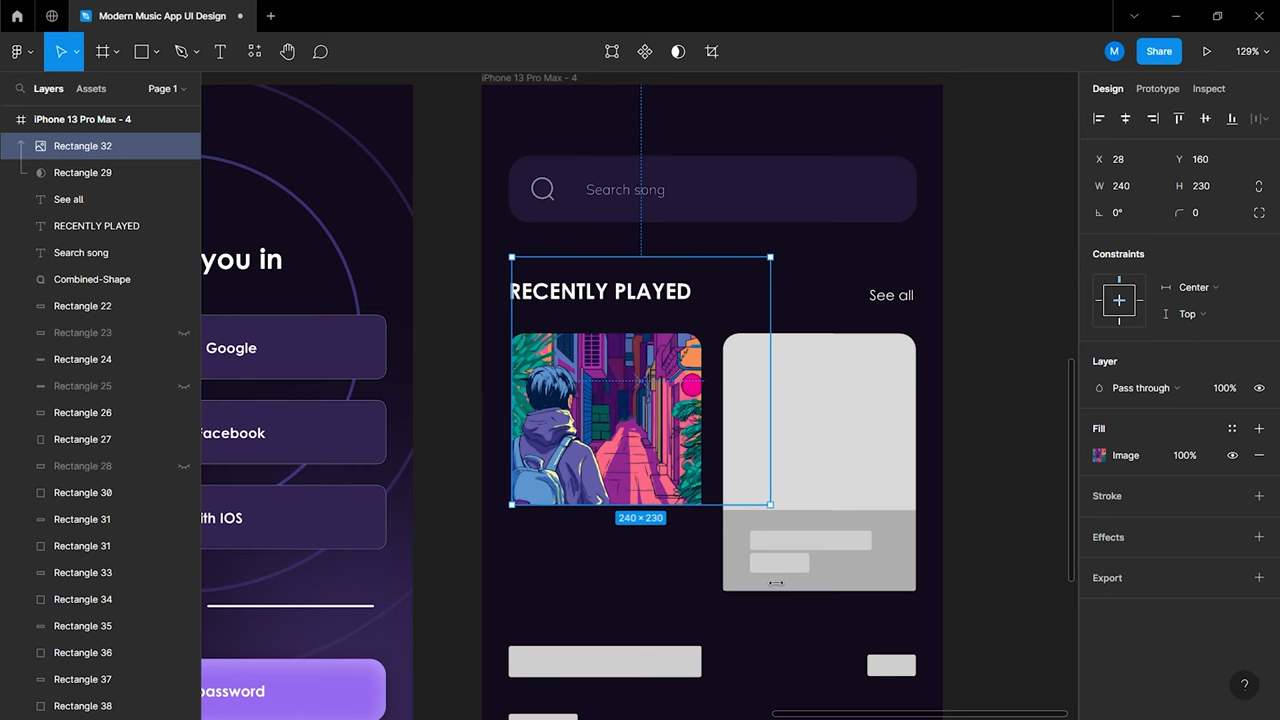 Modern Music App UI Design
Share
129%
Layers
Assets
Page 1
iPhone 13 Pro Max - 4
Rectangle 32
Rectangle 29
See all
RECENTLY PLAYED
Search song
Combined-Shape
Rectangle 22
Rectangle 23
Rectangle 24
Rectangle 25
Rectangle 26
Rectangle 27
Rectangle 28
Rectangle 30
Rectangle 31
Rectangle 31
Rectangle 33
Rectangle 34
Rectangle 35
Rectangle 36
Rectangle 37
Rectangle 38
you in
Google
Facebook
ith IOS
password
iPhone 13 Pro Max - 4
Search song
RECENTLY PLAYED
See all
240 × 230
M
Design
Prototype
Inspect
X 28
Y 160
W 240
H 230
0°
0
Constraints
Center
Top
Layer
Pass through
100%
Fill
Image
100%
Stroke
Effects
Export
?